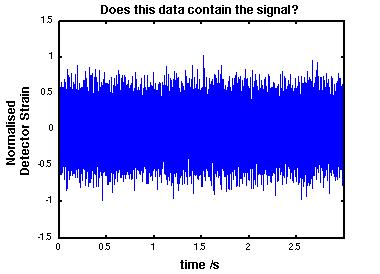 Does this data contain the signal?
1.5
1
0.5
0
-0.5
-1
-1.5
Normalised
Detector Strain
0 0.5 1 1.5 2 2.5
time /s